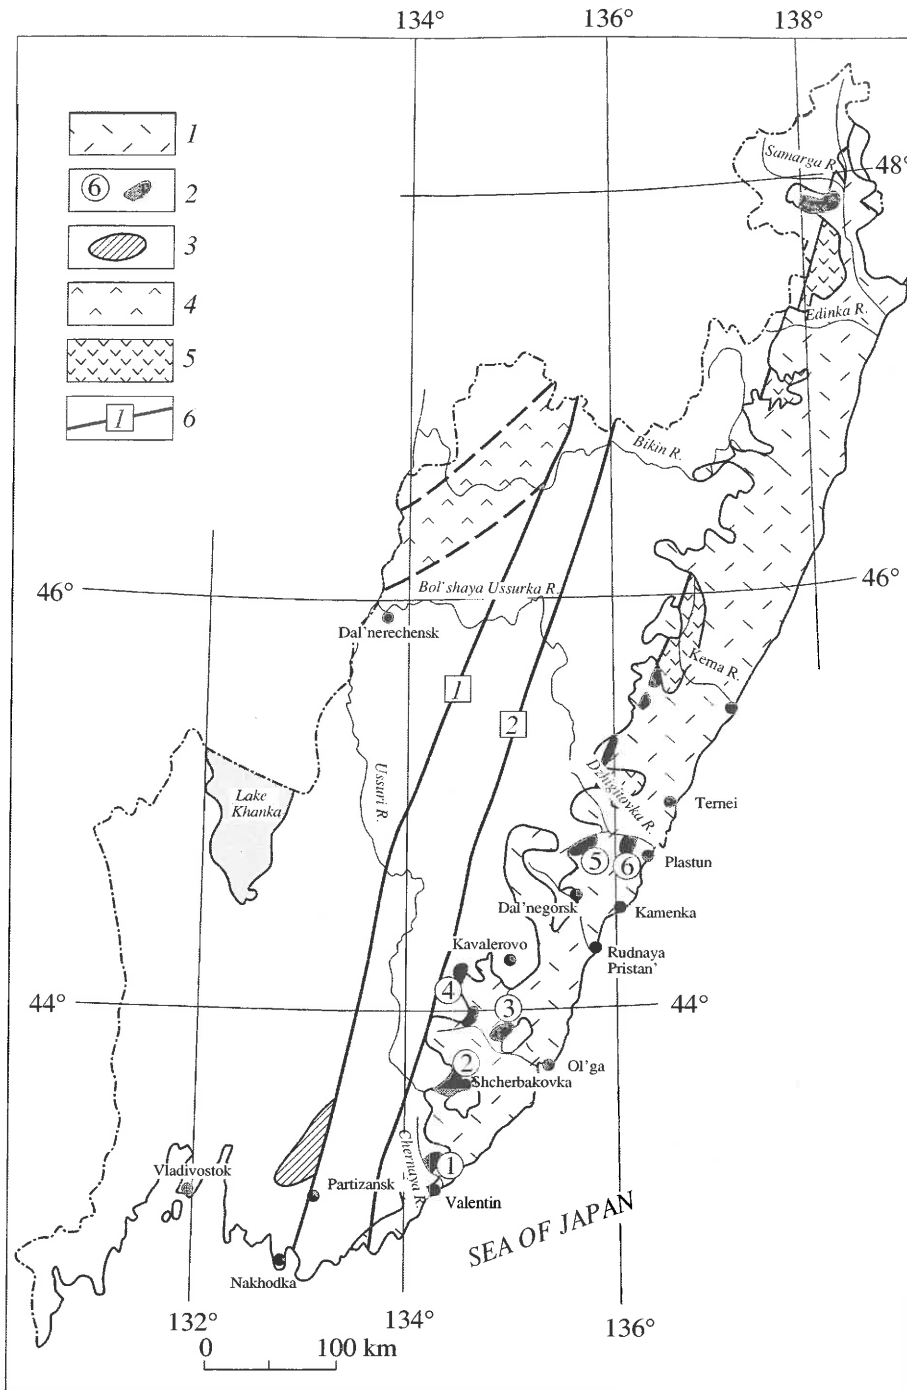 134°
136°
138°
1
6
2
3
4
5
1
6
Samarga R.
48°
Edinka R.
Bikin R.
46°
Bol'shaya Ussurka R.
46°
Dal'nerechensk
Kema R.
1
2
Dzhigitovka R.
Ussuri R.
Lake
Khanka
Ternei
5
6
Plastun
Dal'negorsk
Kamenka
Kavalerovo
Rudnaya
Pristan'
4
3
44°
44°
2
Ol'ga
Shcherbakovka
Chernaya R.
1
Vladivostok
Partizansk
Valentin
SEA OF JAPAN
Nakhodka
132°
134°
136°
0
100 km